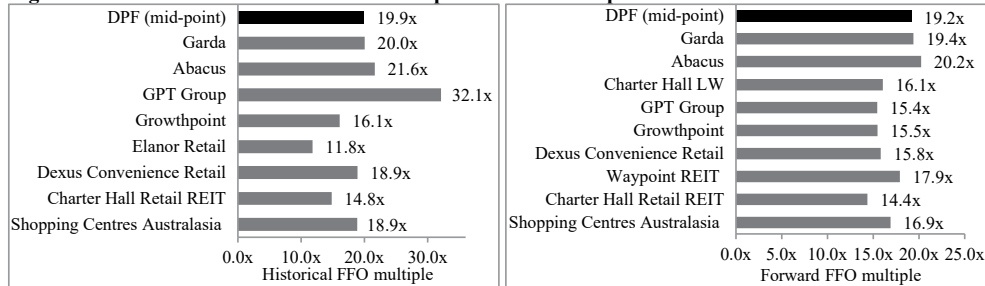 DPF (mid-point) 19.9x
Garda 20.0x
Abacus 21.6x
GPT Group 32.1x
Growthpoint 16.1x
Elanor Retail 11.8x
Dexus Convenience Retail 18.9x
Charter Hall Retail REIT 14.8x
Shopping Centres Australasia 18.9x
0.0x 10.0x 20.0x 30.0x
Historical FFO multiple
DPF (mid-point) 19.2x
Garda 19.4x
Abacus 20.2x
Charter Hall LW 16.1x
GPT Group 15.4x
Growthpoint 15.5x
Dexus Convenience Retail 15.8x
Waypoint REIT 17.9x
Charter Hall Retail REIT 14.4x
Shopping Centres Australasia 16.9x
0.0x 5.0x 10.0x 15.0x 20.0x 25.0x
Forward FFO multiple